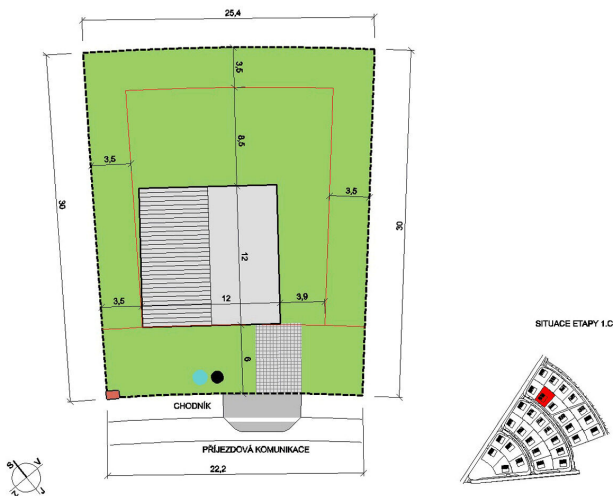 25,4
3,5
8,5
30
3,5
3,5
30
12
3,5
12
3,9
6
SITUACE ETAPY 1.C
CHODNÍK
PŘÍJEZDOVÁ KOMUNIKACE
22,2
S
V
Z
J